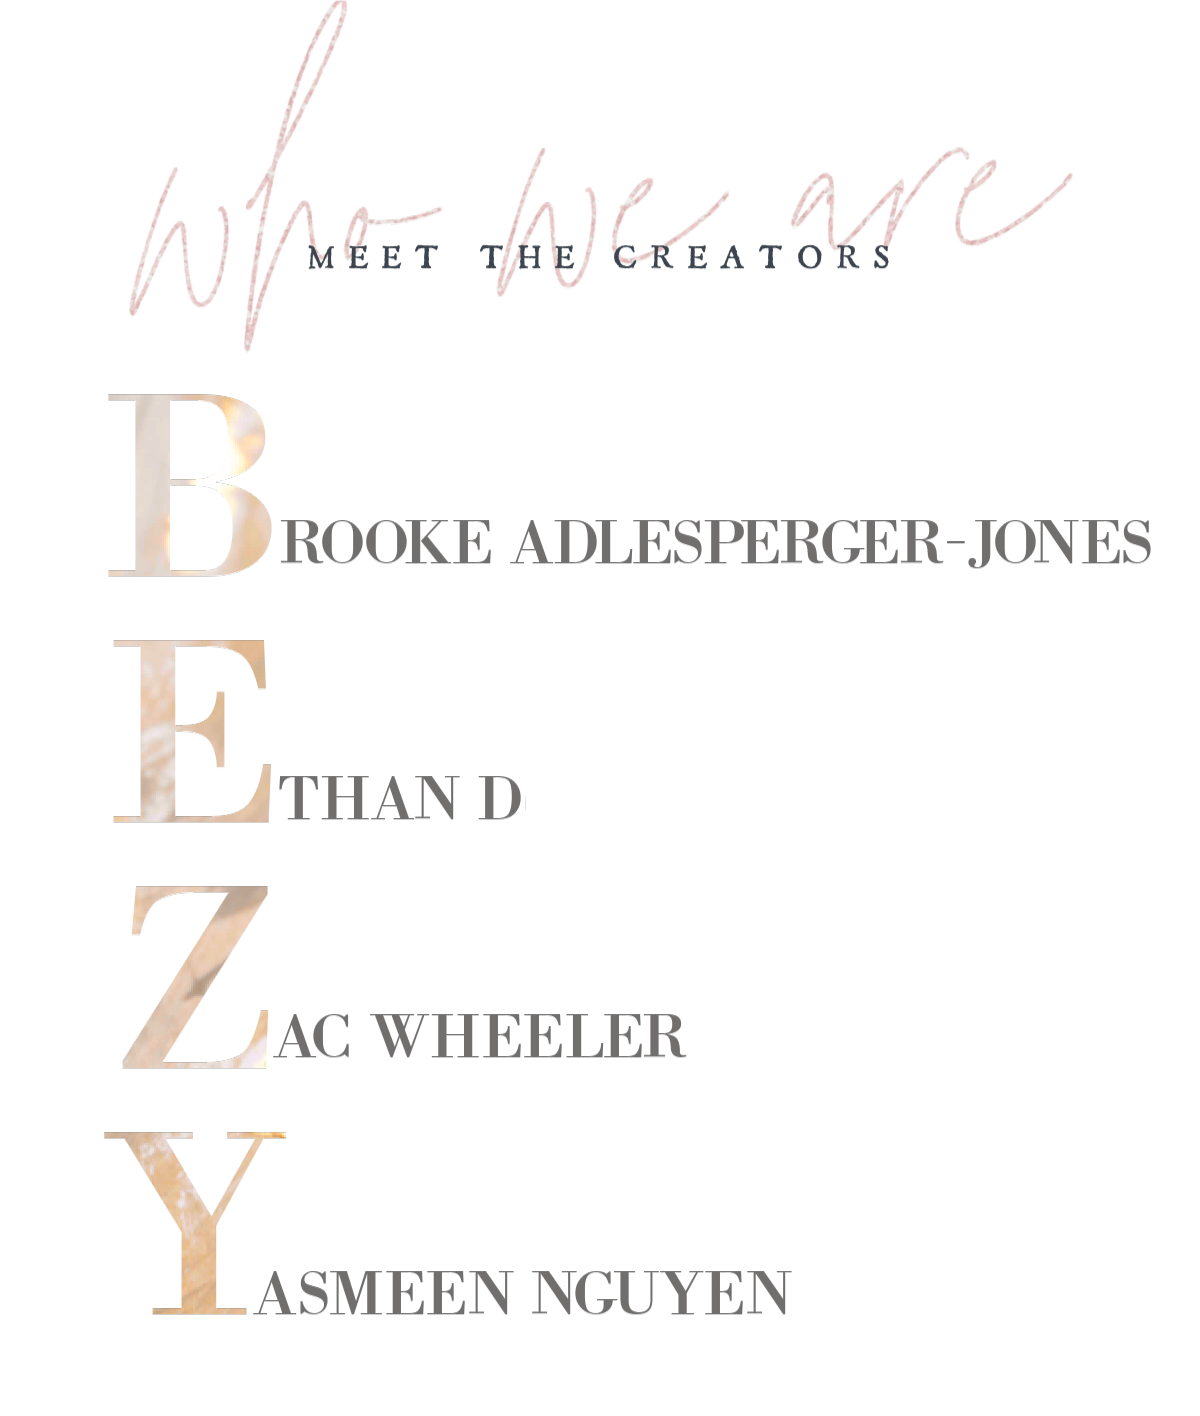 who we are
MEET THE CREATORS
BROOKE ADLESPERGER-JONES
ETHAN D
ZAC WHEELER
YASMEEN NGUYEN